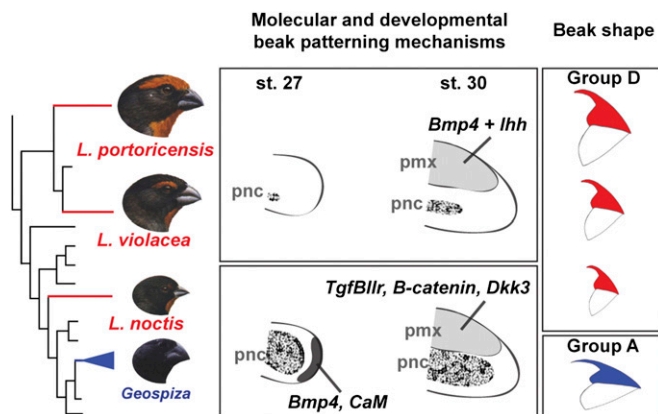 Molecular and developmental
beak patterning mechanisms
Beak shape
st. 27
st. 30
Group D
Bmp4 + Ihh
pmx
pnc
pnc
L. portoricensis
L. violacea
TgfBllr, B-catenin, Dkk3
pmx
pnc
pnc
L. noctis
Group A
Geospiza
Bmp4, CaM